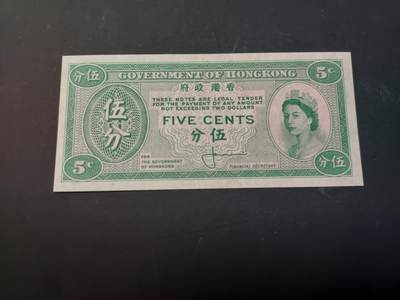 分伍 GOVERNMENT OF HONGKONG 5¢
府政港香
THESE NOTES ARE LEGAL TENDER
FOR THE PAYMENT OF ANY AMOUNT
NOT EXCEEDING TWO DOLLARS
伍分
FIVE CENTS
分伍
FOR
THE GOVERNMENT
OF HONGKONG
FINANCIAL SECRETARY
5¢ 分伍